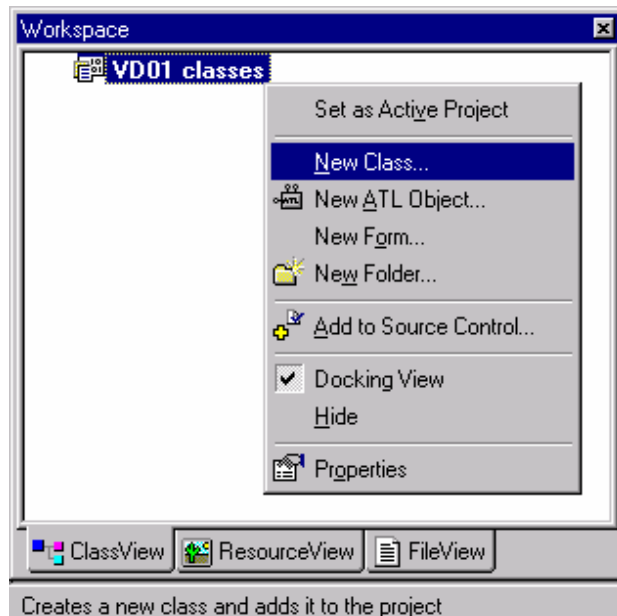 Workspace
VD01 classes
Set as Active Project
New Class...
New ATL Object...
New Form...
New Folder...
Add to Source Control...
Docking View
Hide
Properties
ClassView ResourceView FileView
Creates a new class and adds it to the project